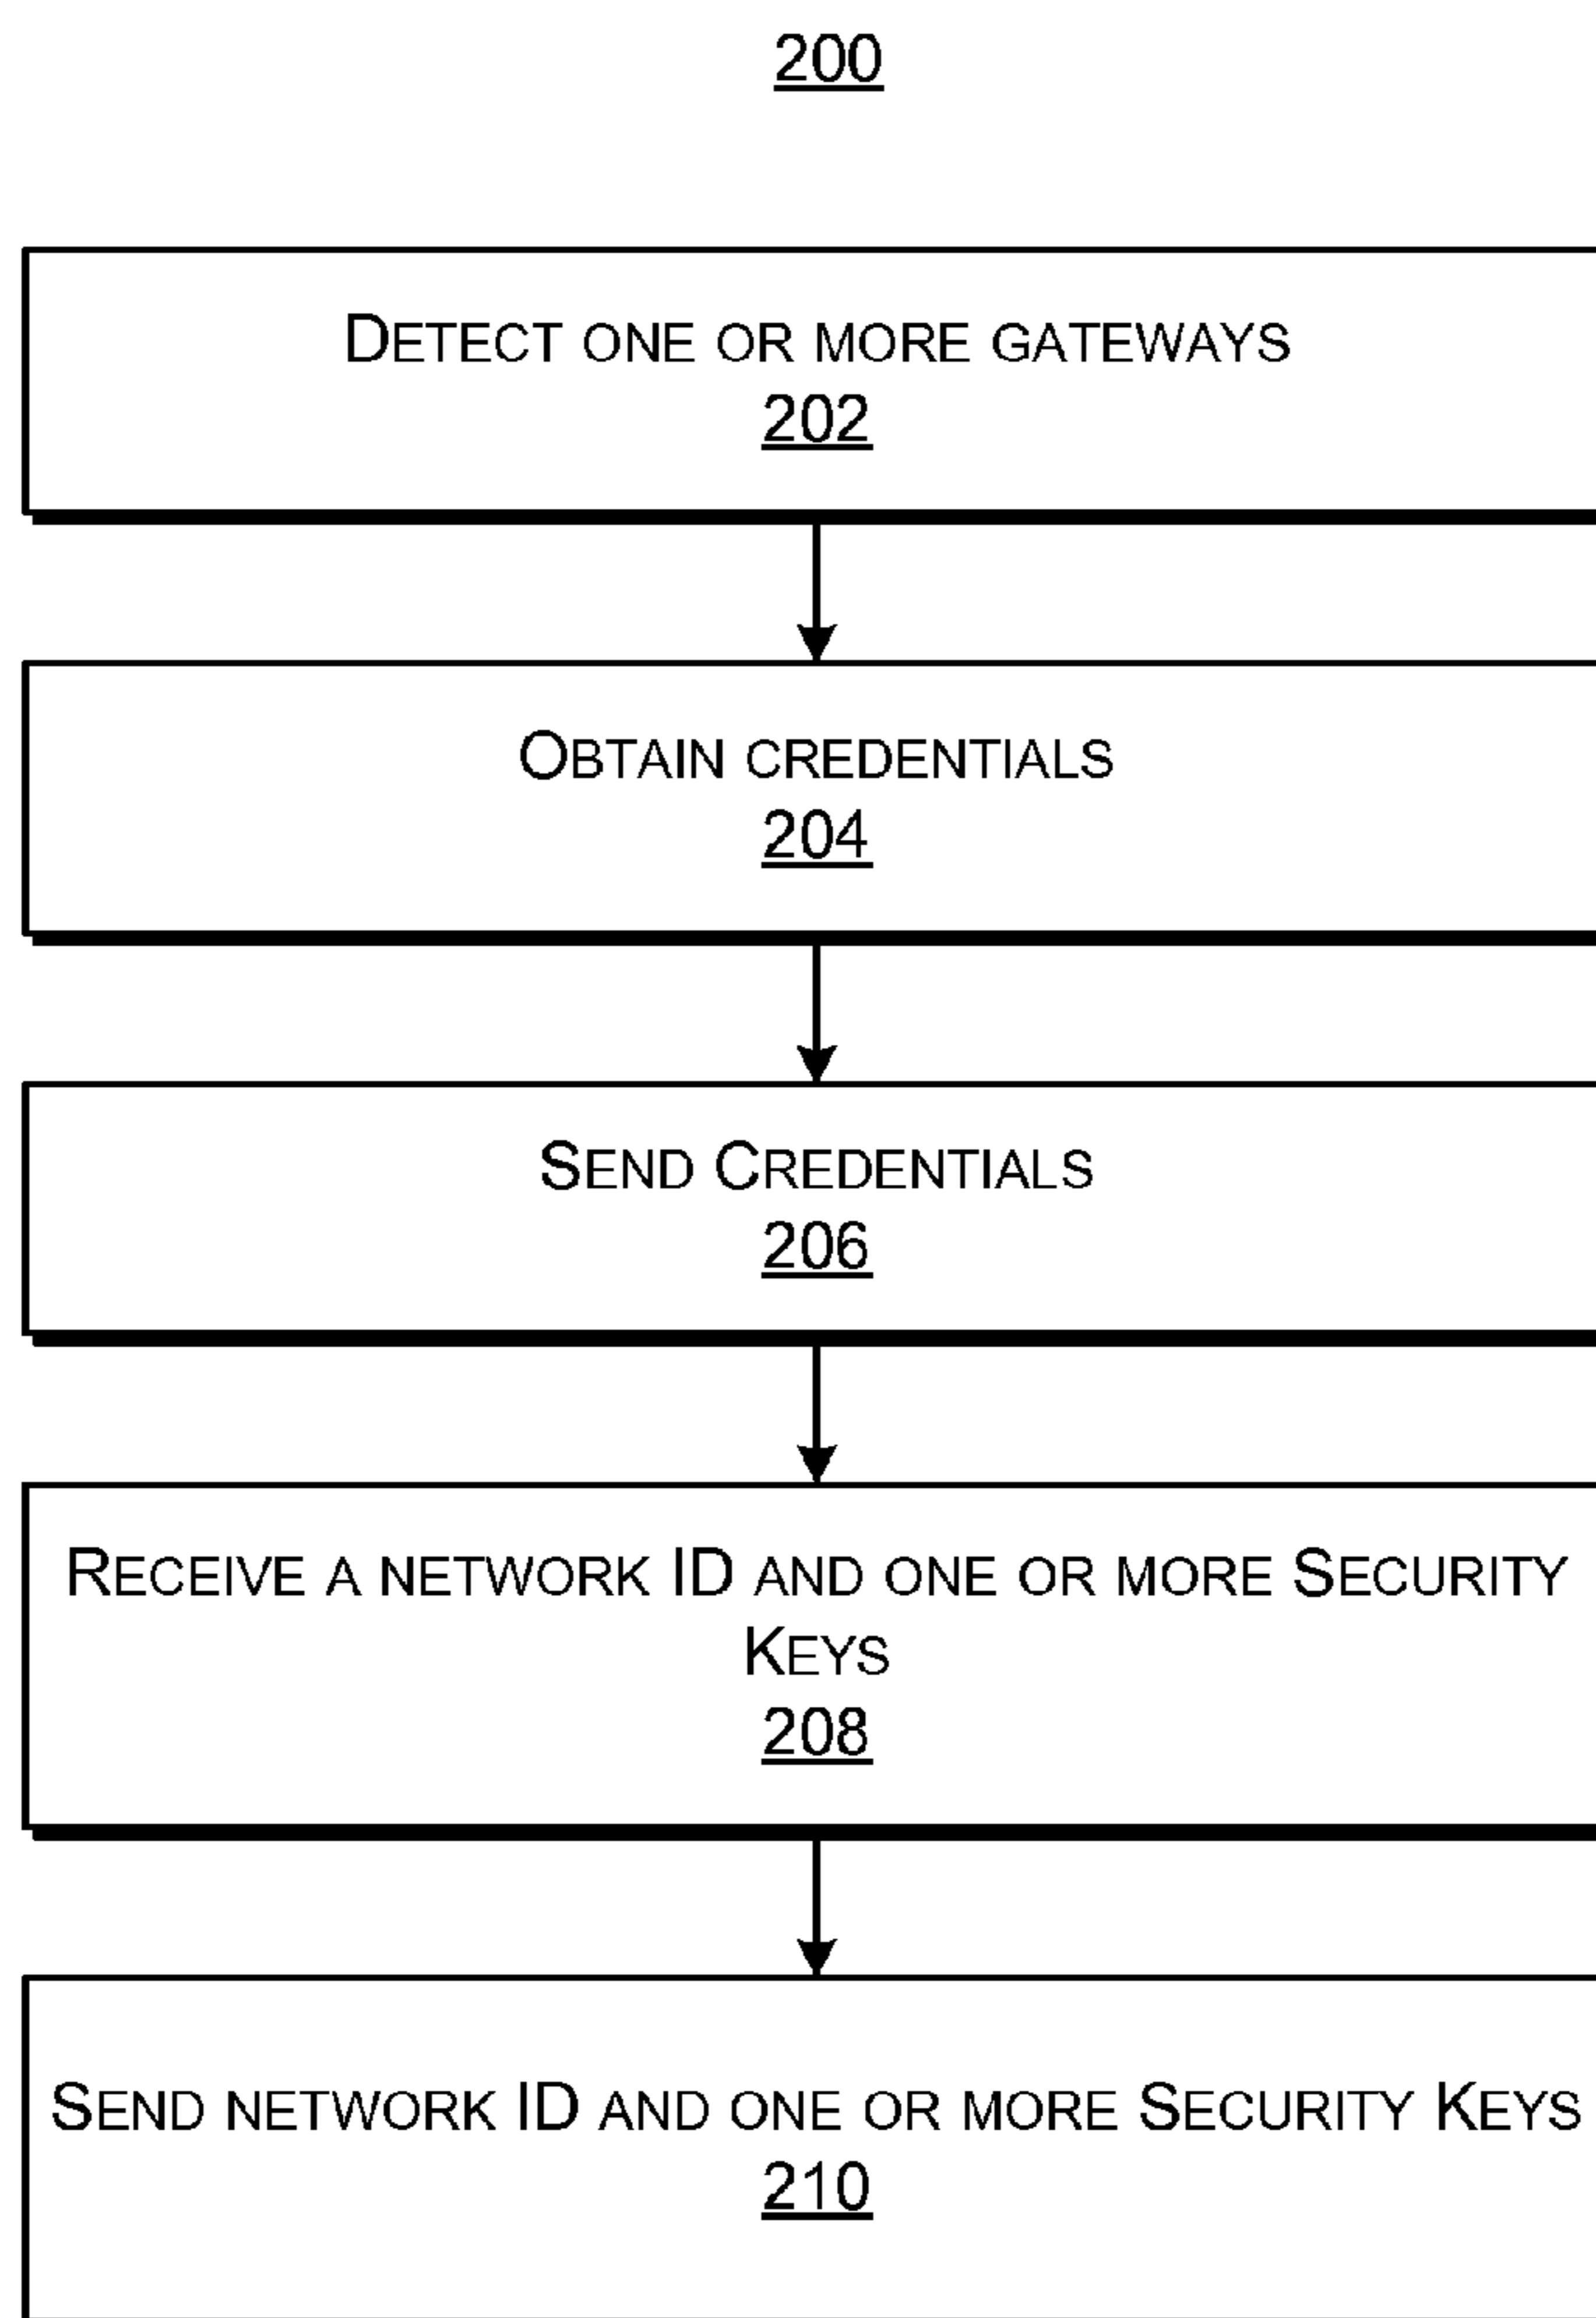 200
DETECT ONE OR MORE GATEWAYS
202
OBTAIN CREDENTIALS
204
SEND CREDENTIALS
206
RECEIVE A NETWORK ID AND ONE OR MORE SECURITY
KEYS
208
SEND NETWORK ID AND ONE OR MORE SECURITY KEYS
210